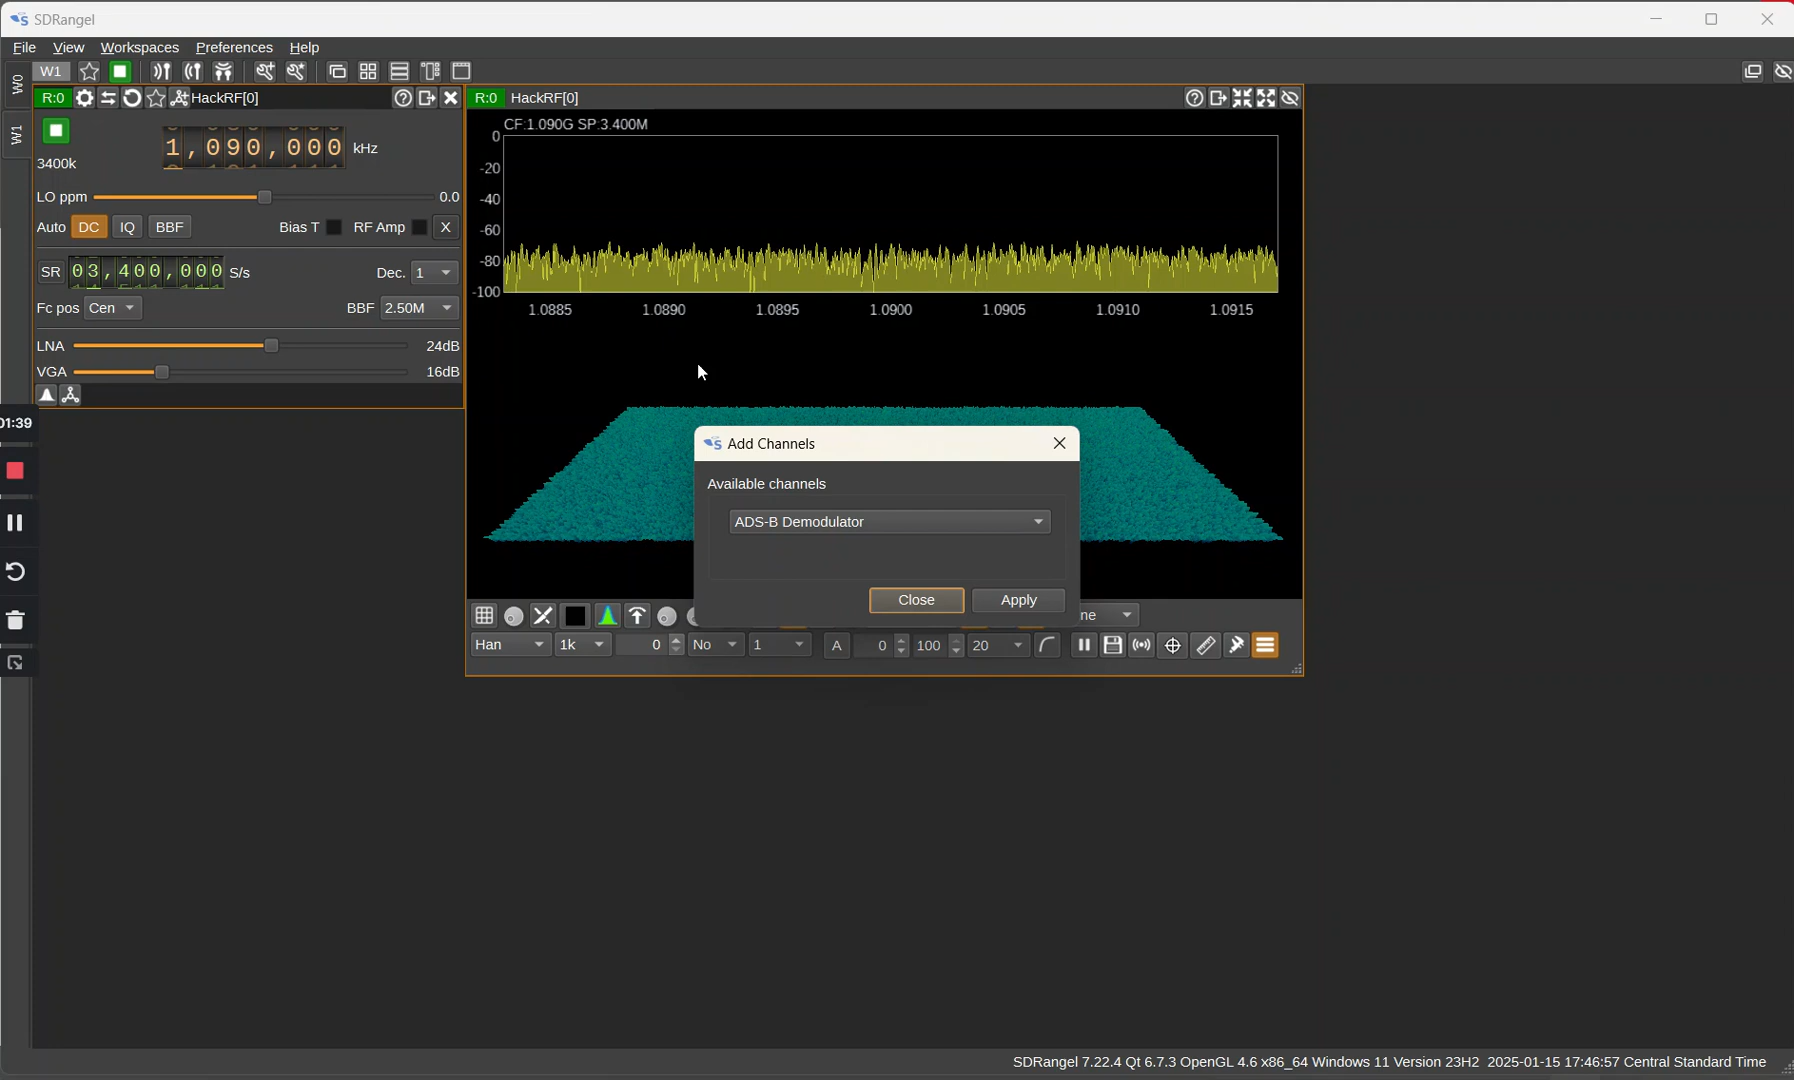 SDRangel
File View Workspaces Preferences Help
W1
W0
W1
R:0 HackRF[0]
R:0 HackRF[0]
1,090,000 kHz
3400k
LO ppm 0.0
Auto DC IQ BBF Bias T RF Amp X
SR 03,400,000 S/s Dec. 1
Fc pos Cen BBF 2.50M
LNA 24dB
VGA 16dB
01:39
CF:1.090G SP:3.400M
0
-20
-40
-60
-80
-100
1.0885 1.0890 1.0895 1.0900 1.0905 1.0910 1.0915
Add Channels
Available channels
ADS-B Demodulator
Close Apply
ne
Han 1k 0 No 1 A 0 100 20
SDRangel 7.22.4 Qt 6.7.3 OpenGL 4.6 x86_64 Windows 11 Version 23H2 2025-01-15 17:46:57 Central Standard Time